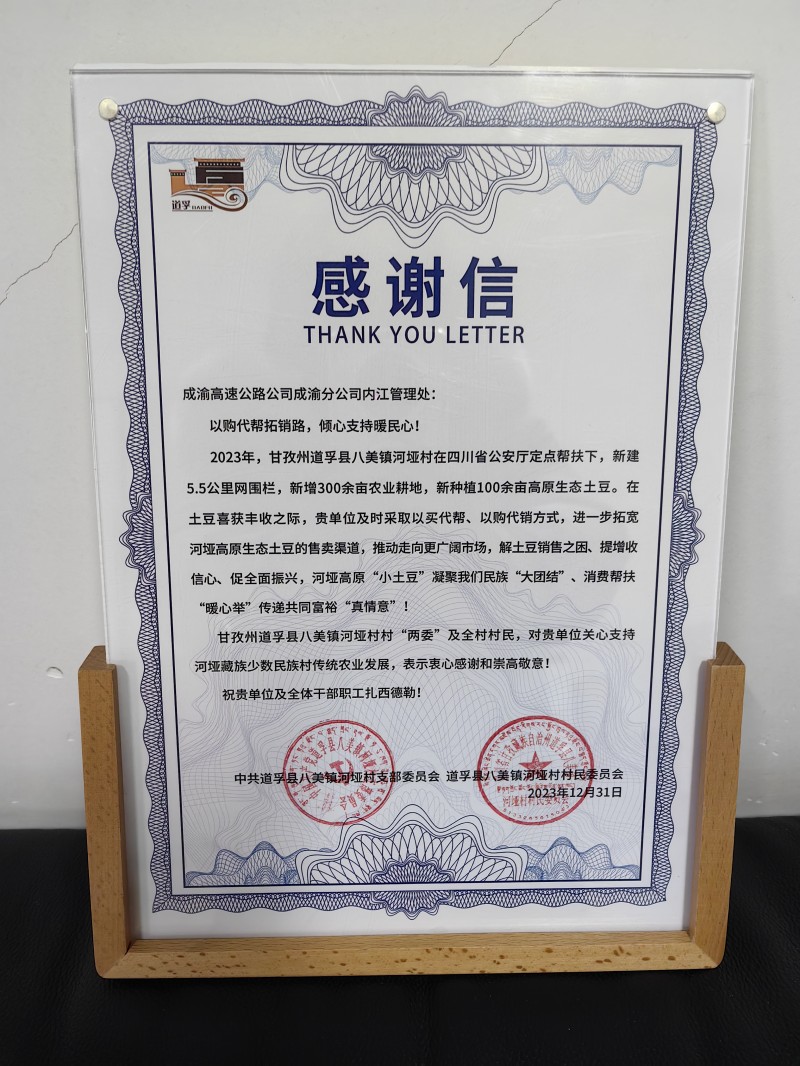 道孚
DAOFU
感谢信
THANK YOU LETTER
成渝高速公路公司成渝分公司内江管理处：
以购代帮拓销路，倾心支持暖民心！
2023年，甘孜州道孚县八美镇河垭村在四川省公安厅定点帮扶下，新建
5.5公里网围栏，新增300余亩农业耕地，新种植100余亩高原生态土豆。在
土豆喜获丰收之际，贵单位及时采取以买代帮、以购代销方式，进一步拓宽
河垭高原生态土豆的售卖渠道，推动走向更广阔市场，解土豆销售之困、提增收
信心、促全面振兴，河垭高原“小土豆”凝聚我们民族“大团结”、消费帮扶
“暖心举”传递共同富裕“真情意”！
甘孜州道孚县八美镇河垭村村“两委”及全村村民，对贵单位关心支持
河垭藏族少数民族村传统农业发展，表示衷心感谢和崇高敬意！
祝贵单位及全体干部职工扎西德勒！
中共道孚县八美镇河垭村支部委员会 道孚县八美镇河垭村村民委员会
2023年12月31日
河垭村村民委员会